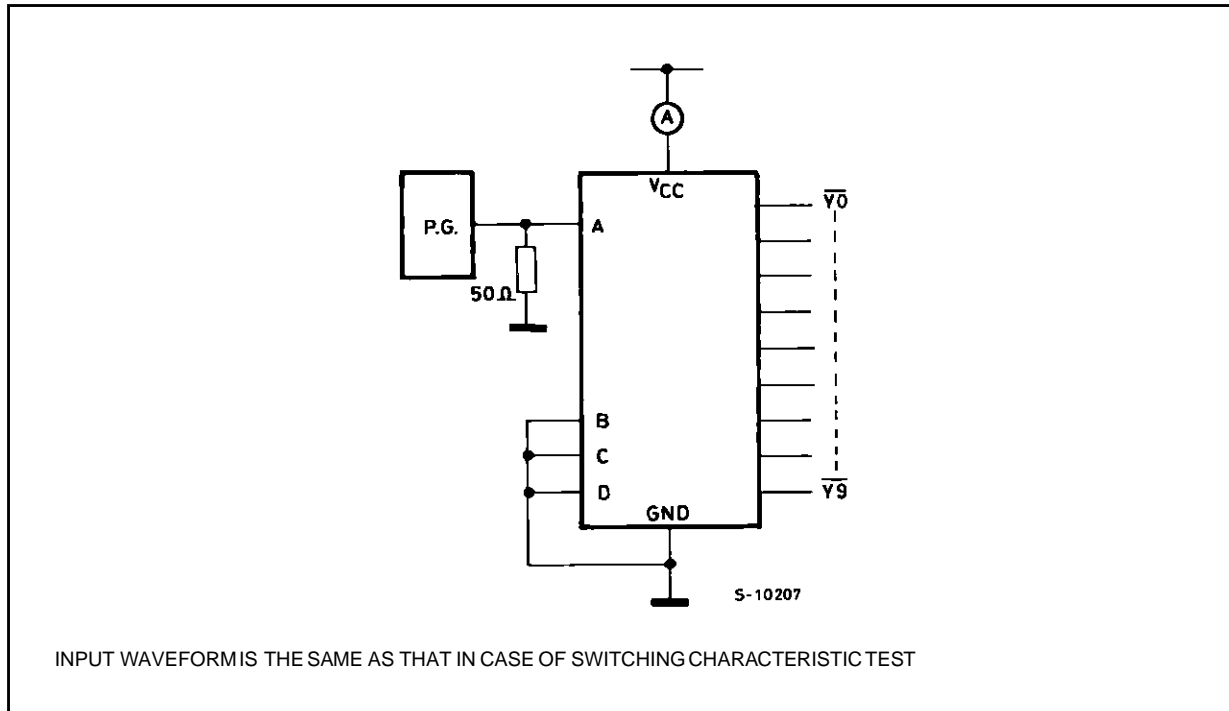 A
VCC
P.G.
A
50Ω
B
C
D
GND
Y0
Y9
S-10207
INPUT WAVEFORM IS THE SAME AS THAT IN CASE OF SWITCHING CHARACTERISTIC TEST